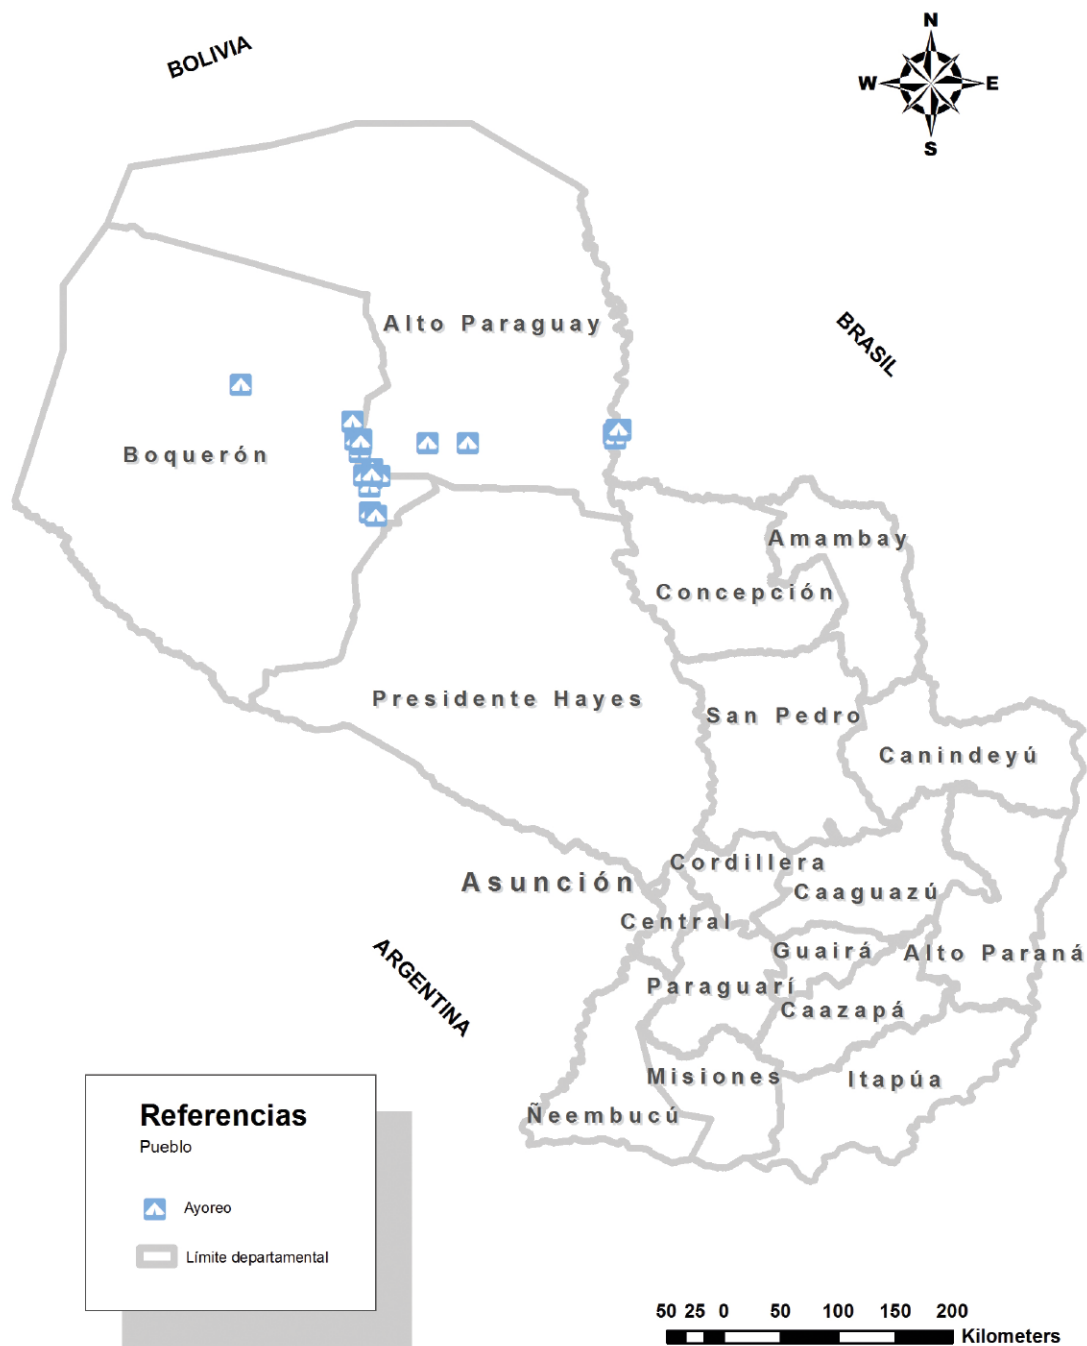 N
BOLIVIA
W E
S
Alto Paraguay
BRASIL
Boquerón
Amambay
Concepción
Presidente Hayes
San Pedro
Canindeyú
Cordillera
Asunción
Caaguazú
Central
Guairá
Alto Paraná
ARGENTINA
Paraguarí
Caazapá
Misiones
Itapúa
Ñeembucú
Referencias
Pueblo
Ayoreo
Límite departamental
50 25 0 50 100 150 200
Kilometers